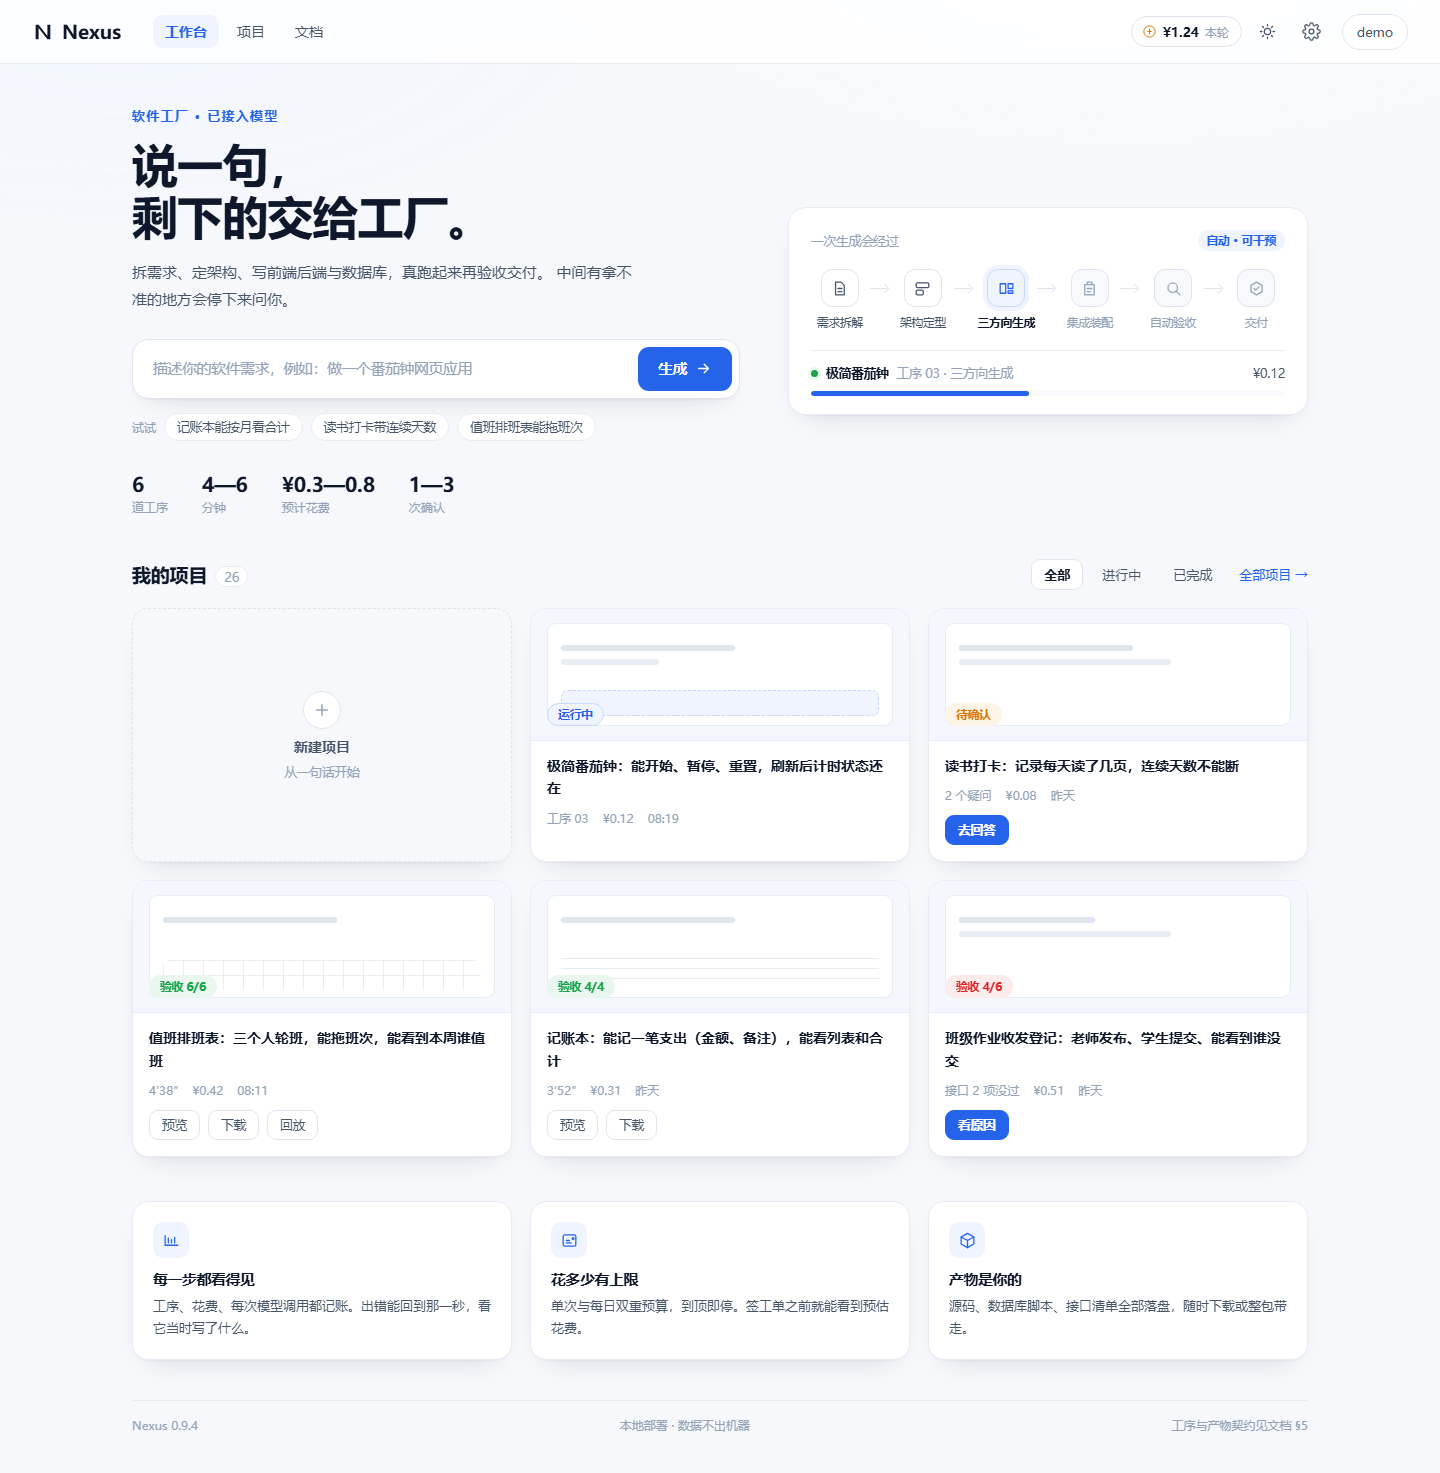 N Nexus
工作台
项目
文档
¥1.24 本轮
demo
软件工厂 • 已接入模型
说一句，
剩下的交给工厂。
拆需求、定架构、写前端后端与数据库，真跑起来再验收交付。 中间有拿不
准的地方会停下来问你。
描述你的软件需求，例如：做一个番茄钟网页应用
生成 →
试试
记账本能按月看合计
读书打卡带连续天数
值班排班表能拖班次
6
道工序
4—6
分钟
¥0.3—0.8
预计花费
1—3
次确认
一次生成会经过
自动 • 可干预
需求拆解
架构定型
三方向生成
集成装配
自动验收
交付
极简番茄钟 工序 03 · 三方向生成
¥0.12
我的项目 26
全部
进行中
已完成
全部项目 →
新建项目
从一句话开始
运行中
极简番茄钟：能开始、暂停、重置，刷新后计时状态还
在
工序 03 ¥0.12 08:19
待确认
读书打卡：记录每天读了几页，连续天数不能断
2 个疑问 ¥0.08 昨天
去回答
验收 6/6
值班排班表：三个人轮班，能拖班次，能看到本周谁值
班
4′38″ ¥0.42 08:11
预览
下载
回放
验收 4/4
记账本：能记一笔支出（金额、备注），能看列表和合
计
3′52″ ¥0.31 昨天
预览
下载
验收 4/6
班级作业收发登记：老师发布、学生提交、能看到谁没
交
接口 2 项没过 ¥0.51 昨天
看原因
每一步都看得见
工序、花费、每次模型调用都记账。出错能回到那一秒，看
它当时写了什么。
花多少有上限
单次与每日双重预算，到顶即停。签工单之前就能看到预估
花费。
产物是你的
源码、数据库脚本、接口清单全部落盘，随时下载或整包带
走。
Nexus 0.9.4
本地部署 · 数据不出机器
工序与产物契约见文档 §5